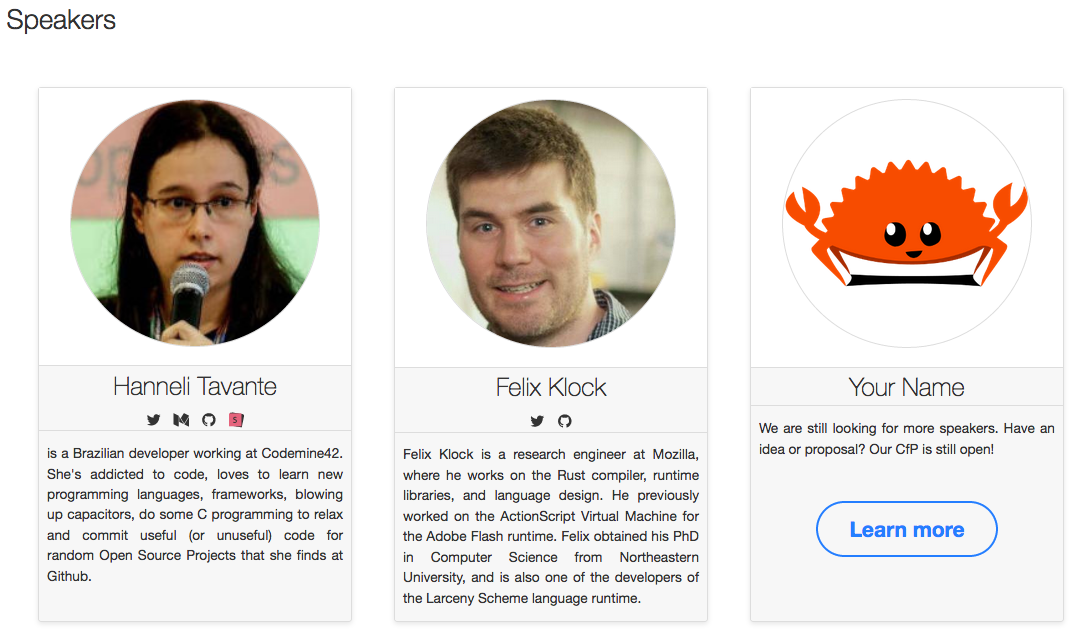 Speakers
Hanneli Tavante
is a Brazilian developer working at Codemine42.
She's addicted to code, loves to learn new
programming languages, frameworks, blowing
up capacitors, do some C programming to relax
and commit useful (or unuseful) code for
random Open Source Projects that she finds at
Github.
Felix Klock
Felix Klock is a research engineer at Mozilla,
where he works on the Rust compiler, runtime
libraries, and language design. He previously
worked on the ActionScript Virtual Machine for
the Adobe Flash runtime. Felix obtained his PhD
in Computer Science from Northeastern
University, and is also one of the developers of
the Larceny Scheme language runtime.
Your Name
We are still looking for more speakers. Have an
idea or proposal? Our CfP is still open!
Learn more